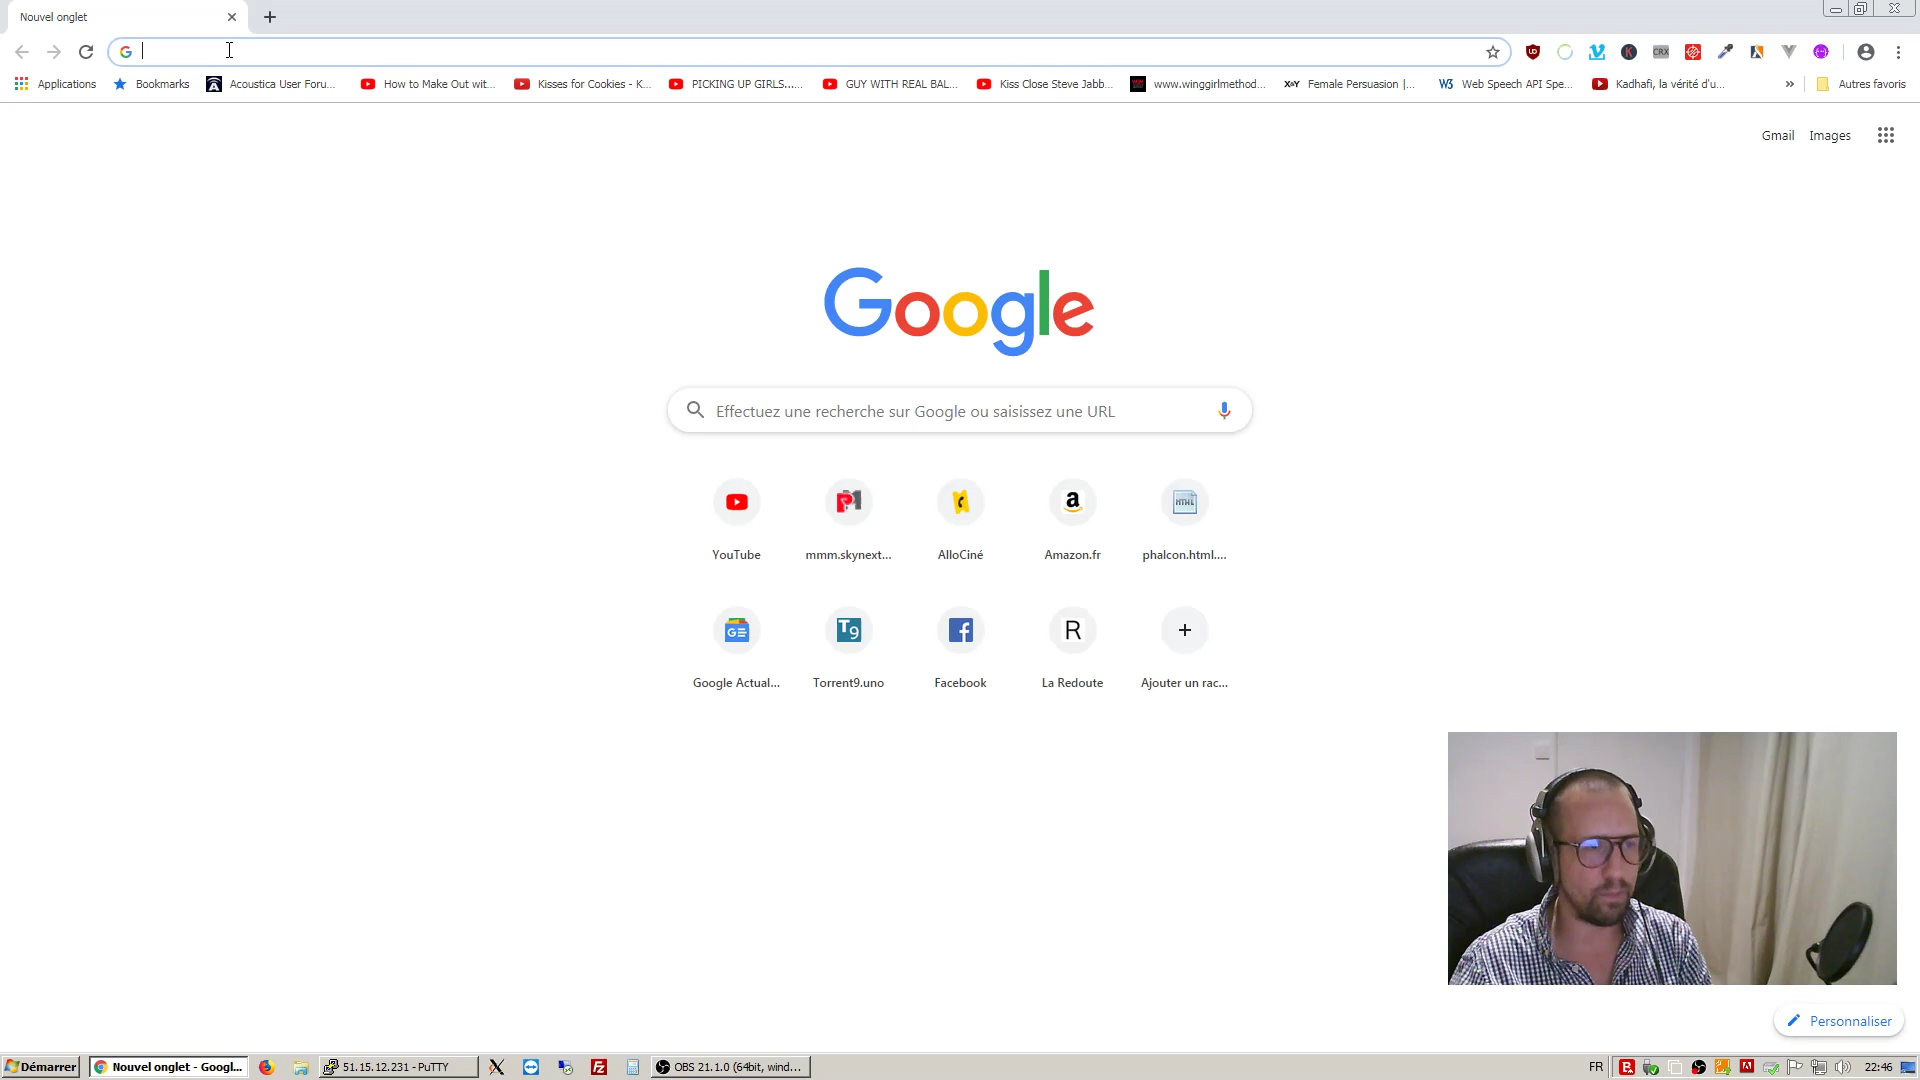 Nouvel onglet
Applications
Bookmarks
Acoustica User Foru...
How to Make Out wit...
Kisses for Cookies - K...
PICKING UP GIRLS.....
GUY WITH REAL BAL...
Kiss Close Steve Jabb...
www.winggirlmethod...
Female Persuasion |...
W3
Web Speech API Spe...
Kadhafi, la vérité d'u...
»
Autres favoris
CRX
Gmail
Images
Google
Effectuez une recherche sur Google ou saisissez une URL
YouTube
mmm.skynext...
AlloCiné
Amazon.fr
phalcon.html....
Google Actual...
Torrent9.uno
Facebook
La Redoute
Ajouter un rac...
Personnaliser
Démarrer
Nouvel onglet - Googl...
51.15.12.231 - PuTTY
OBS 21.1.0 (64bit, wind...
FR
22:46